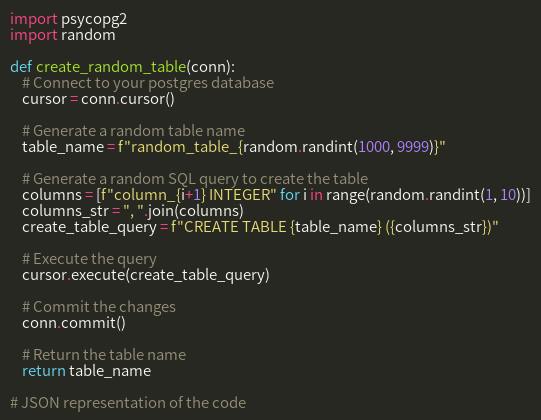 import psycopg2
import random
def create_random_table(conn):
# Connect to your postgres database
cursor = conn.cursor()
# Generate a random table name
table_name = f"random_table_{random.randint(1000, 9999)}"
# Generate a random SQL query to create the table
columns = [f"column_{i+1} INTEGER" for i in range(random.randint(1, 10))]
columns_str = ", ".join(columns)
create_table_query = f"CREATE TABLE {table_name} ({columns_str})"
# Execute the query
cursor.execute(create_table_query)
# Commit the changes
conn.commit()
# Return the table name
return table_name
# JSON representation of the code